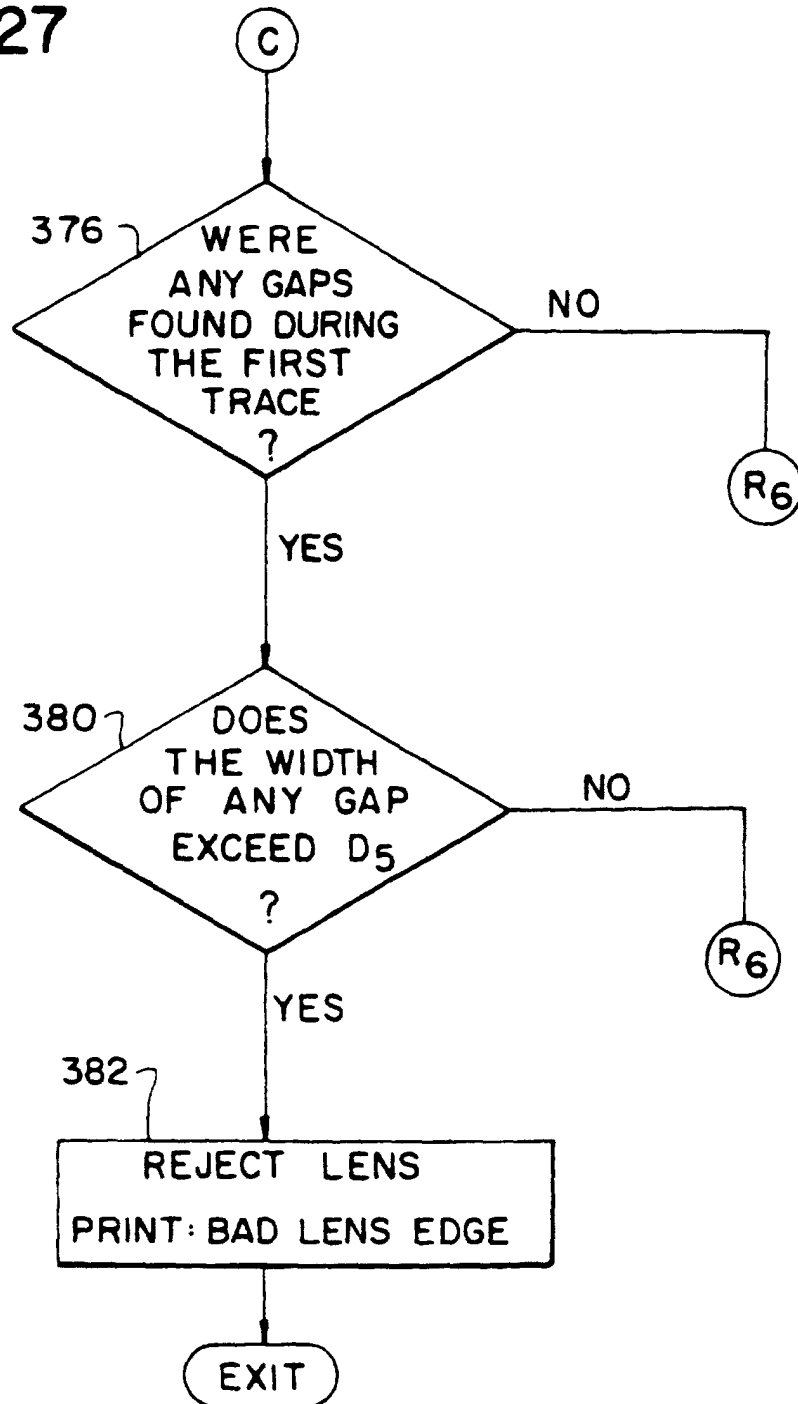 27
C
376
WERE
ANY GAPS
FOUND DURING
THE FIRST
TRACE
?
NO
R6
YES
380
DOES
THE WIDTH
OF ANY GAP
EXCEED D5
?
NO
R6
YES
382
REJECT LENS
PRINT: BAD LENS EDGE
EXIT